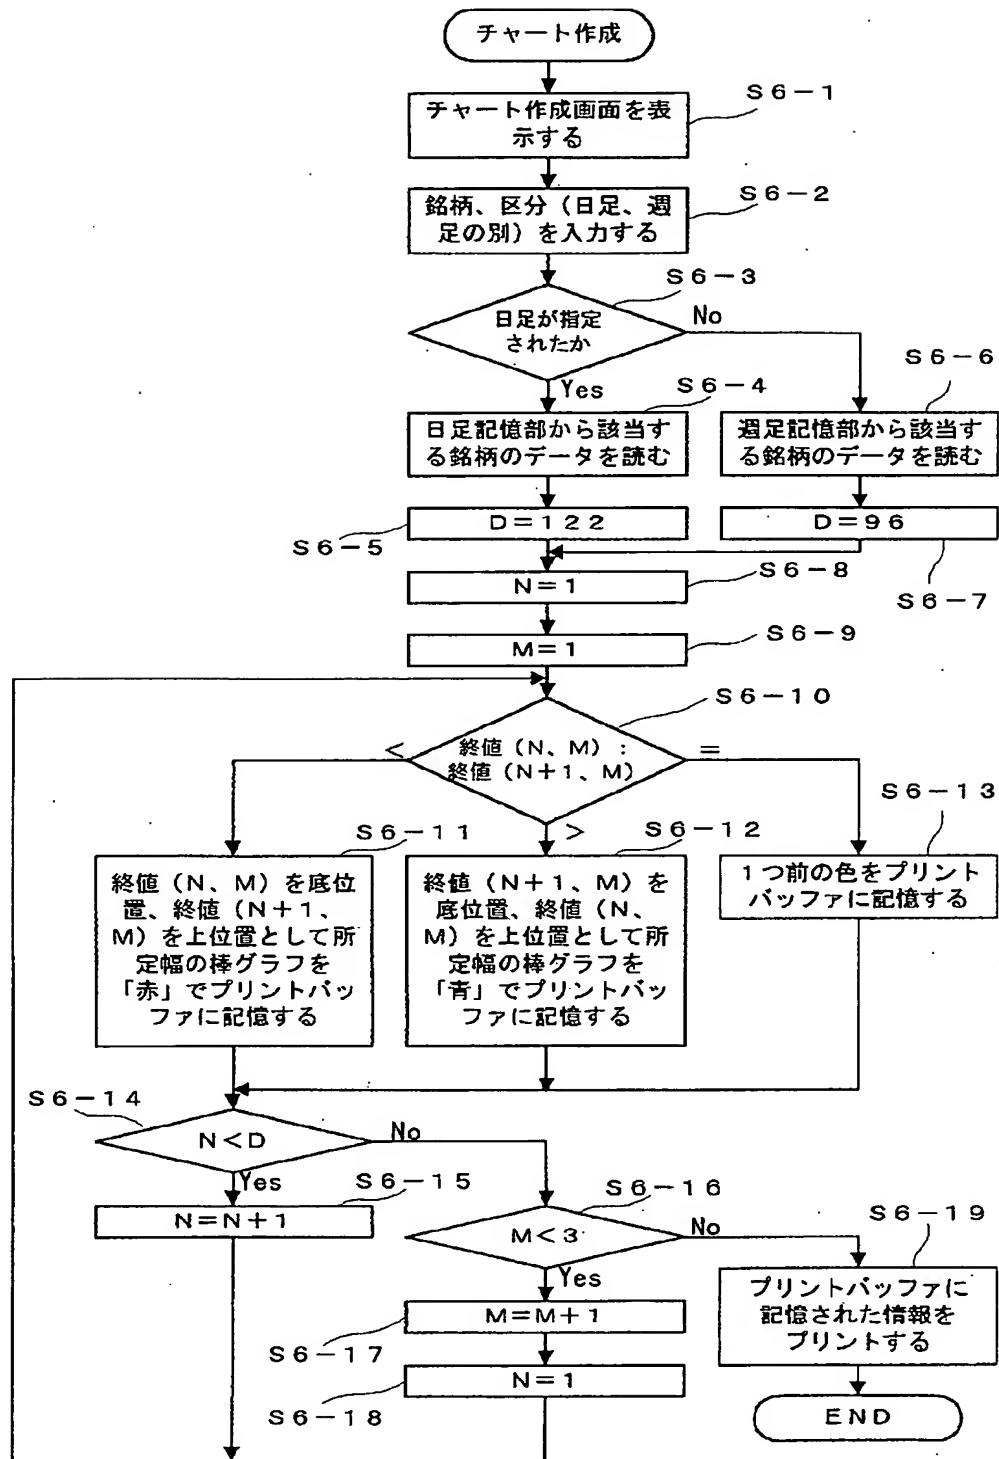 チャート作成
S6-1
チャート作成画面を表
示する
S6-2
銘柄、区分（日足、週
足の別）を入力する
S6-3
日足が指定
されたか
No
Yes
S6-4
S6-6
日足記憶部から該当す
る銘柄のデータを読む
週足記憶部から該当す
る銘柄のデータを読む
D=122
D=96
S6-5
S6-7
S6-8
N=1
S6-9
M=1
S6-10
終値（N、M）：
終値（N+1、M）
<
=
>
S6-11
S6-12
S6-13
終値（N、M）を底位
置、終値（N+1、
M）を上位置として所
定幅の棒グラフを
「赤」でプリントバッ
ファに記憶する
終値（N+1、M）を
底位置、終値（N、
M）を上位置として所
定幅の棒グラフを
「青」でプリントバッ
ファに記憶する
1つ前の色をプリント
バッファに記憶する
S6-14
N<D
No
Yes
S6-15
N=N+1
S6-16
M<3
No
Yes
S6-17
M=M+1
S6-18
N=1
S6-19
プリントバッファに
記憶された情報を
プリントする
END